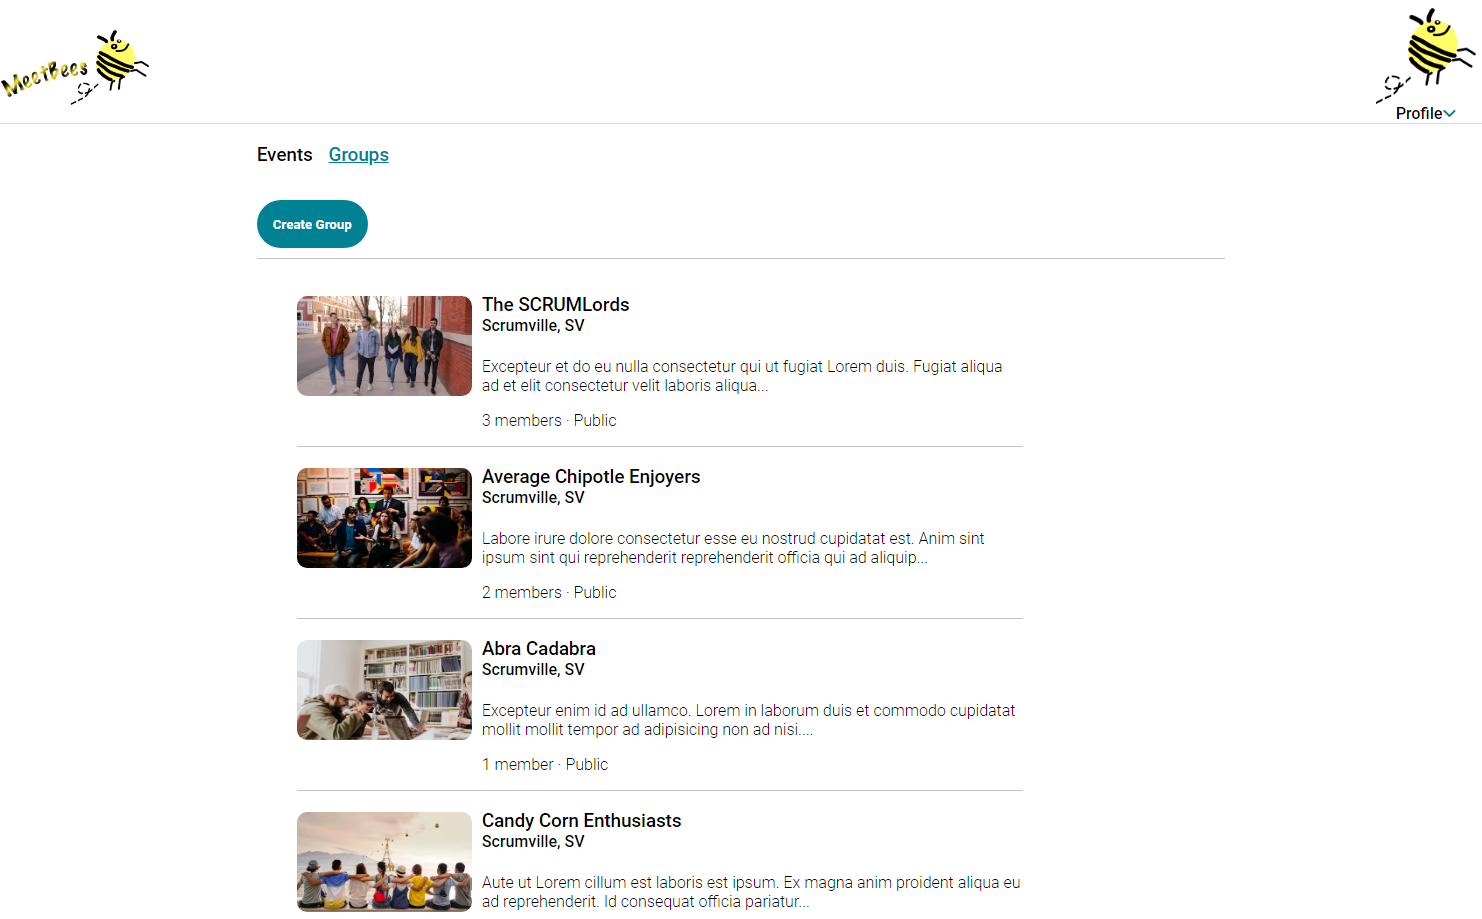 MeetBees
Profile
Events Groups
Create Group
The SCRUMLords
Scrumville, SV
Excepteur et do eu nulla consectetur qui ut fugiat Lorem duis. Fugiat aliqua
ad et elit consectetur velit laboris aliqua...
3 members · Public
Average Chipotle Enjoyers
Scrumville, SV
Labore irure dolore consectetur esse eu nostrud cupidatat est. Anim sint
ipsum sint qui reprehenderit reprehenderit officia qui ad aliquip...
2 members · Public
Abra Cadabra
Scrumville, SV
Excepteur enim id ad ullamco. Lorem in laborum duis et commodo cupidatat
mollit mollit tempor ad adipisicing non ad nisi....
1 member · Public
Candy Corn Enthusiasts
Scrumville, SV
Aute ut Lorem cillum est laboris est ipsum. Ex magna anim proident aliqua eu
ad reprehenderit. Id consequat officia pariatur...